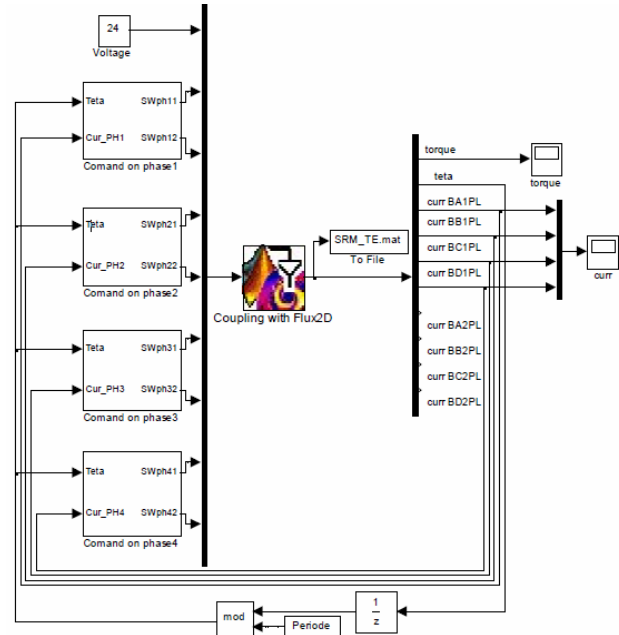 24
Voltage
Teta
SWph11
Cur_PH1
SWph12
Comand on phase1
Teta
SWph21
Cur_PH2
SWph22
Comand on phase2
Teta
SWph31
Cur_PH3
SWph32
Comand on phase3
Teta
SWph41
Cur_PH4
SWph42
Comand on phase4
Coupling with Flux2D
SRM_TE.mat
To File
torque
teta
curr BA1PL
curr BB1PL
curr BC1PL
curr BD1PL
curr BA2PL
curr BB2PL
curr BC2PL
curr BD2PL
torque
curr
mod
1
z
Periode